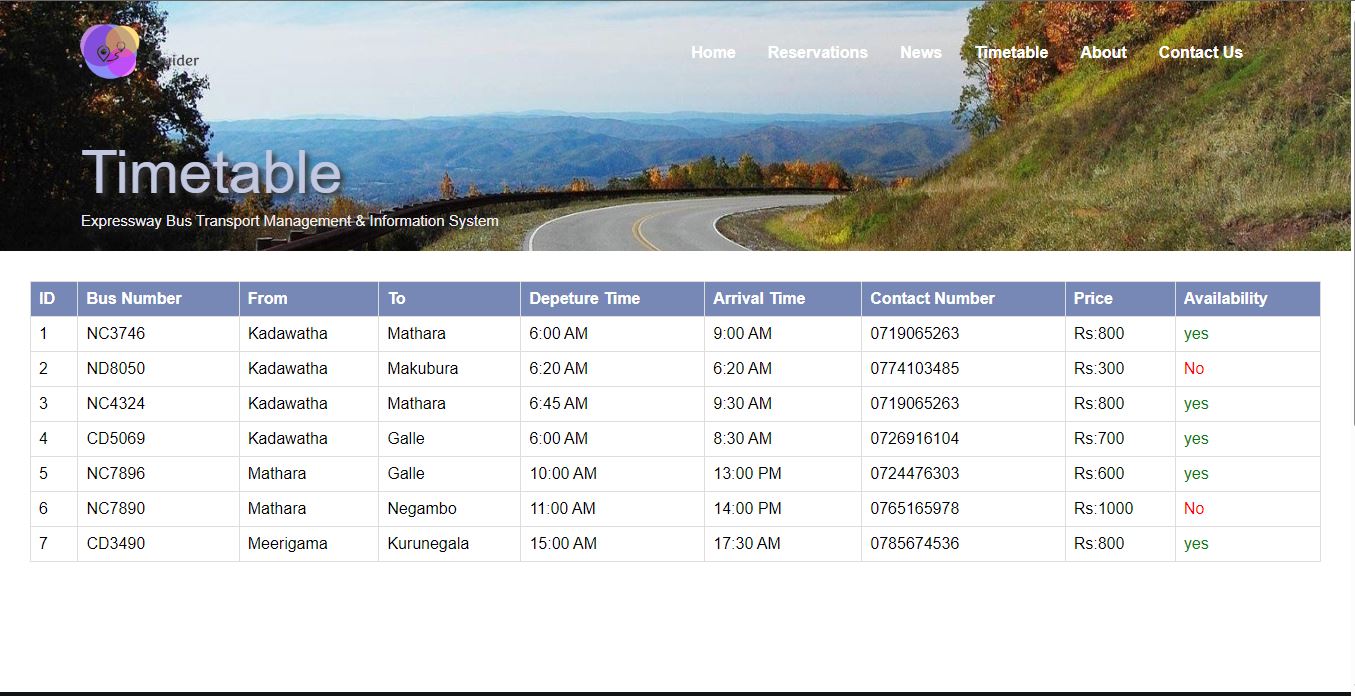 Home Reservations News Timetable About Contact Us
Timetable
Expressway Bus Transport Management & Information System
ID Bus Number From To Depeture Time Arrival Time Contact Number Price Availability
1 NC3746 Kadawatha Mathara 6:00 AM 9:00 AM 0719065263 Rs:800 yes
2 ND8050 Kadawatha Makubura 6:20 AM 6:20 AM 0774103485 Rs:300 No
3 NC4324 Kadawatha Mathara 6:45 AM 9:30 AM 0719065263 Rs:800 yes
4 CD5069 Kadawatha Galle 6:00 AM 8:30 AM 0726916104 Rs:700 yes
5 NC7896 Mathara Galle 10:00 AM 13:00 PM 0724476303 Rs:600 yes
6 NC7890 Mathara Negambo 11:00 AM 14:00 PM 0765165978 Rs:1000 No
7 CD3490 Meerigama Kurunegala 15:00 AM 17:30 AM 0785674536 Rs:800 yes